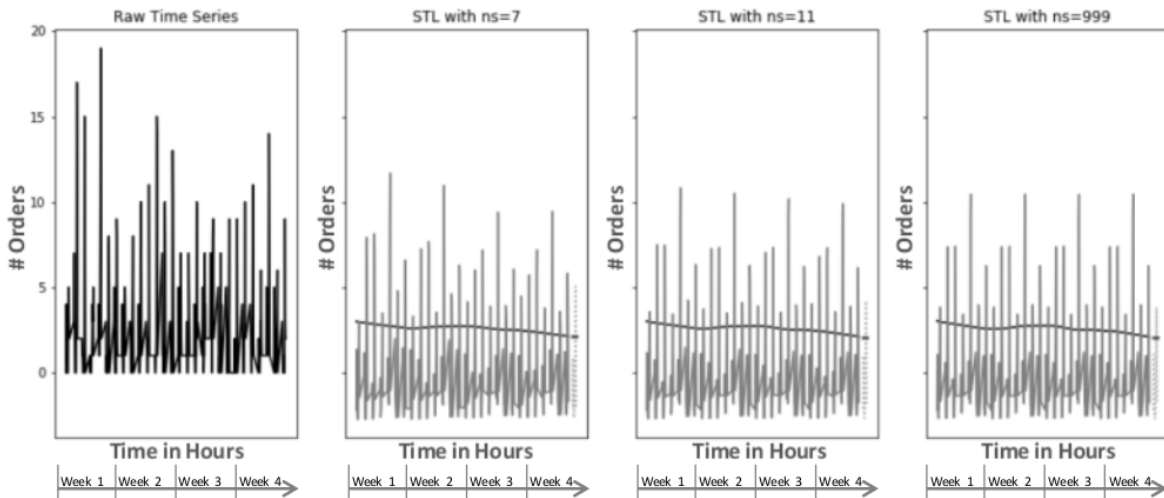 Raw Time Series
STL with ns=7
STL with ns=11
STL with ns=999
20
15
10
5
0
# Orders
# Orders
# Orders
# Orders
Time in Hours
Time in Hours
Time in Hours
Time in Hours
Week 1 Week 2 Week 3 Week 4
Week 1 Week 2 Week 3 Week 4
Week 1 Week 2 Week 3 Week 4
Week 1 Week 2 Week 3 Week 4